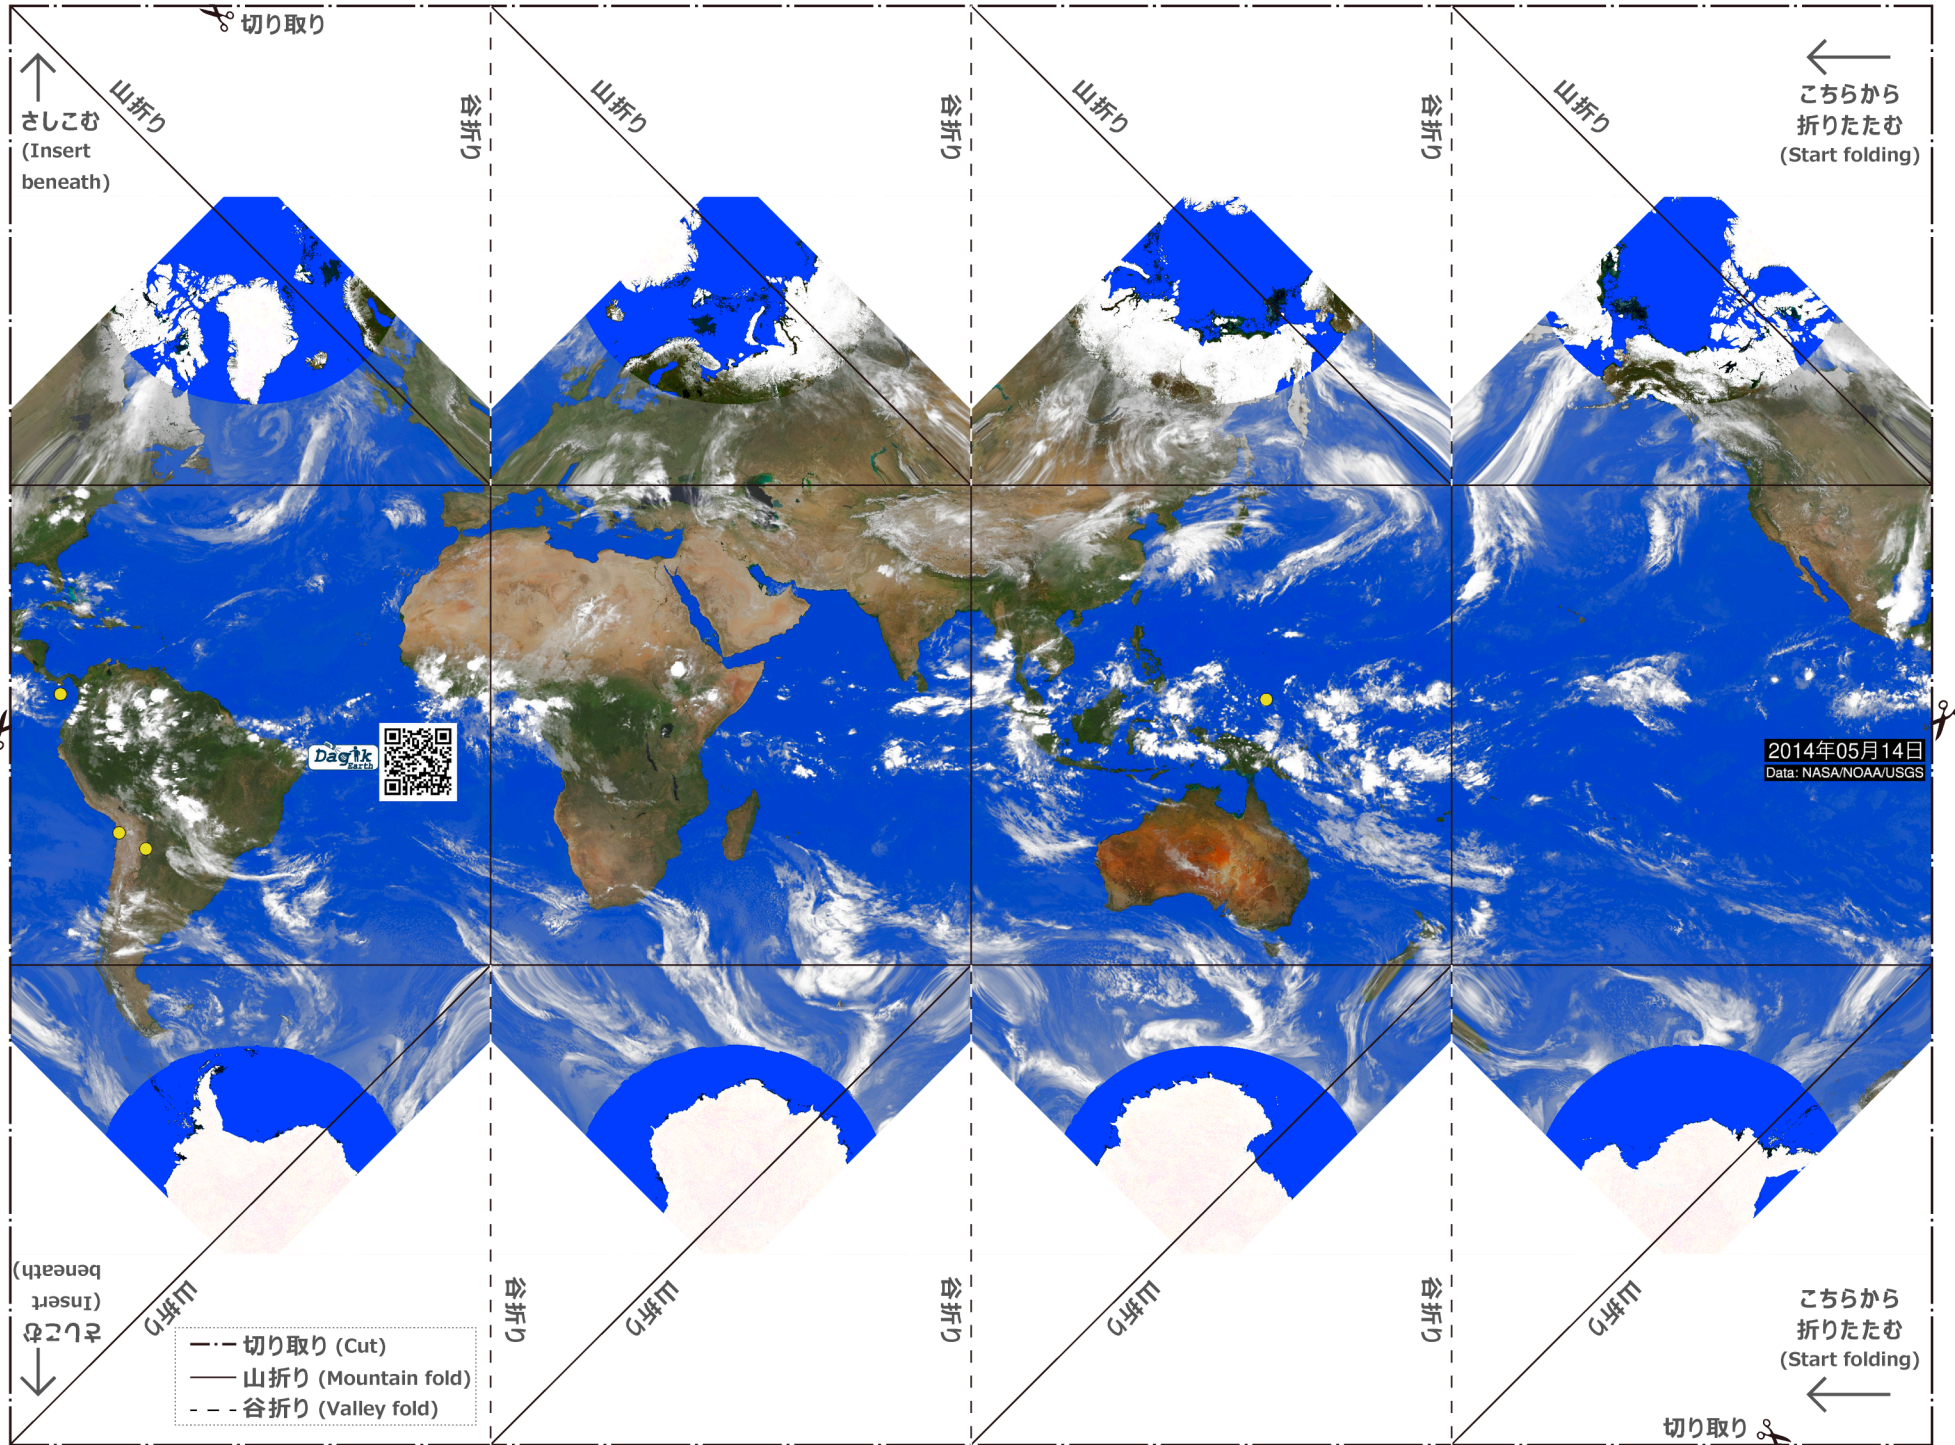 切り取り
さしこむ
(Insert
beneath)
山折り
谷折り
山折り
谷折り
山折り
谷折り
山折り
こちらから
折りたたむ
(Start folding)
Dagik
Earth
2014年05月14日
Data: NASA/NOAA/USGS
さしこむ
(Insert
beneath)
山折り
谷折り
山折り
谷折り
山折り
谷折り
山折り
こちらから
折りたたむ
(Start folding)
切り取り (Cut)
山折り (Mountain fold)
谷折り (Valley fold)
切り取り